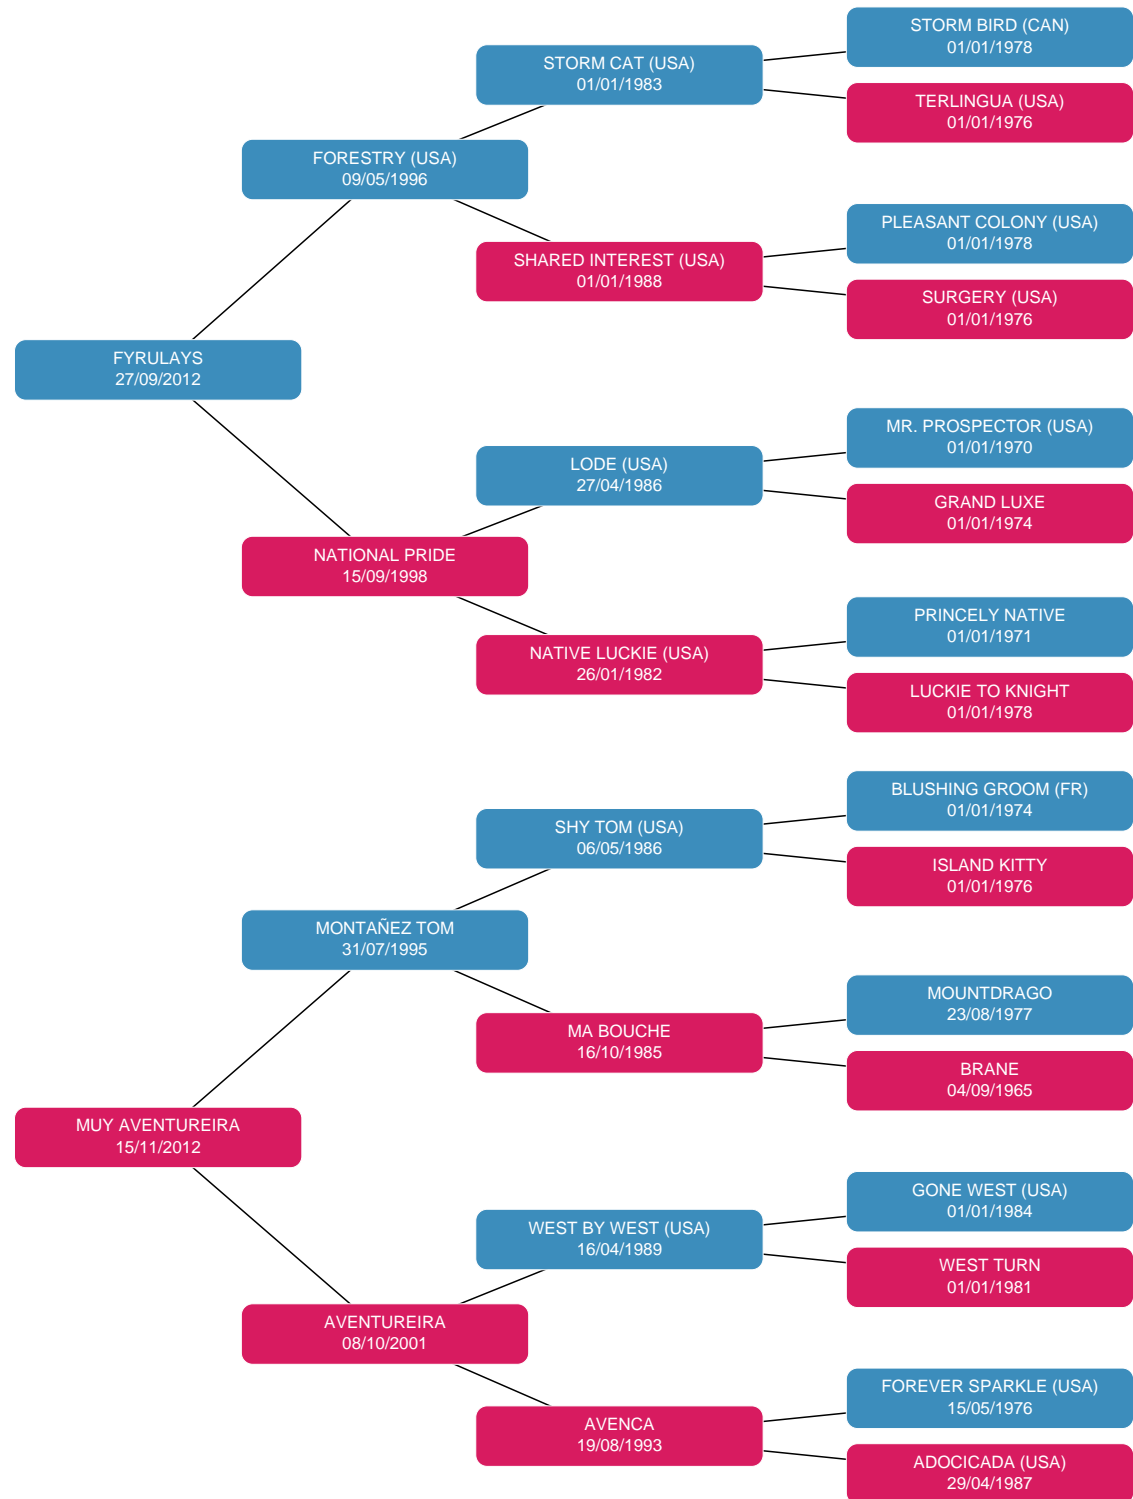 STORM BIRD (CAN)
01/01/1978
STORM CAT (USA)
01/01/1983
TERLINGUA (USA)
01/01/1976
FORESTRY (USA)
09/05/1996
PLEASANT COLONY (USA)
01/01/1978
SHARED INTEREST (USA)
01/01/1988
SURGERY (USA)
01/01/1976
FYRULAYS
27/09/2012
MR. PROSPECTOR (USA)
01/01/1970
LODE (USA)
27/04/1986
GRAND LUXE
01/01/1974
NATIONAL PRIDE
15/09/1998
PRINCELY NATIVE
01/01/1971
NATIVE LUCKIE (USA)
26/01/1982
LUCKIE TO KNIGHT
01/01/1978
BLUSHING GROOM (FR)
01/01/1974
SHY TOM (USA)
06/05/1986
ISLAND KITTY
01/01/1976
MONTAÑEZ TOM
31/07/1995
MOUNTDRAGO
23/08/1977
MA BOUCHE
16/10/1985
BRANE
04/09/1965
MUY AVENTUREIRA
15/11/2012
GONE WEST (USA)
01/01/1984
WEST BY WEST (USA)
16/04/1989
WEST TURN
01/01/1981
AVENTUREIRA
08/10/2001
FOREVER SPARKLE (USA)
15/05/1976
AVENCA
19/08/1993
ADOCICADA (USA)
29/04/1987